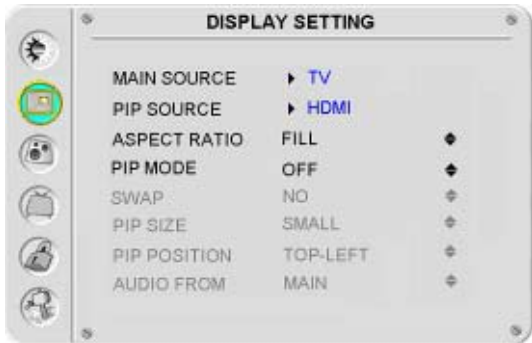 DISPLAY SETTING
MAIN SOURCE TV
PIP SOURCE HDMI
ASPECT RATIO FILL
PIP MODE OFF
SWAP NO
PIP SIZE SMALL
PIP POSITION TOP-LEFT
AUDIO FROM MAIN